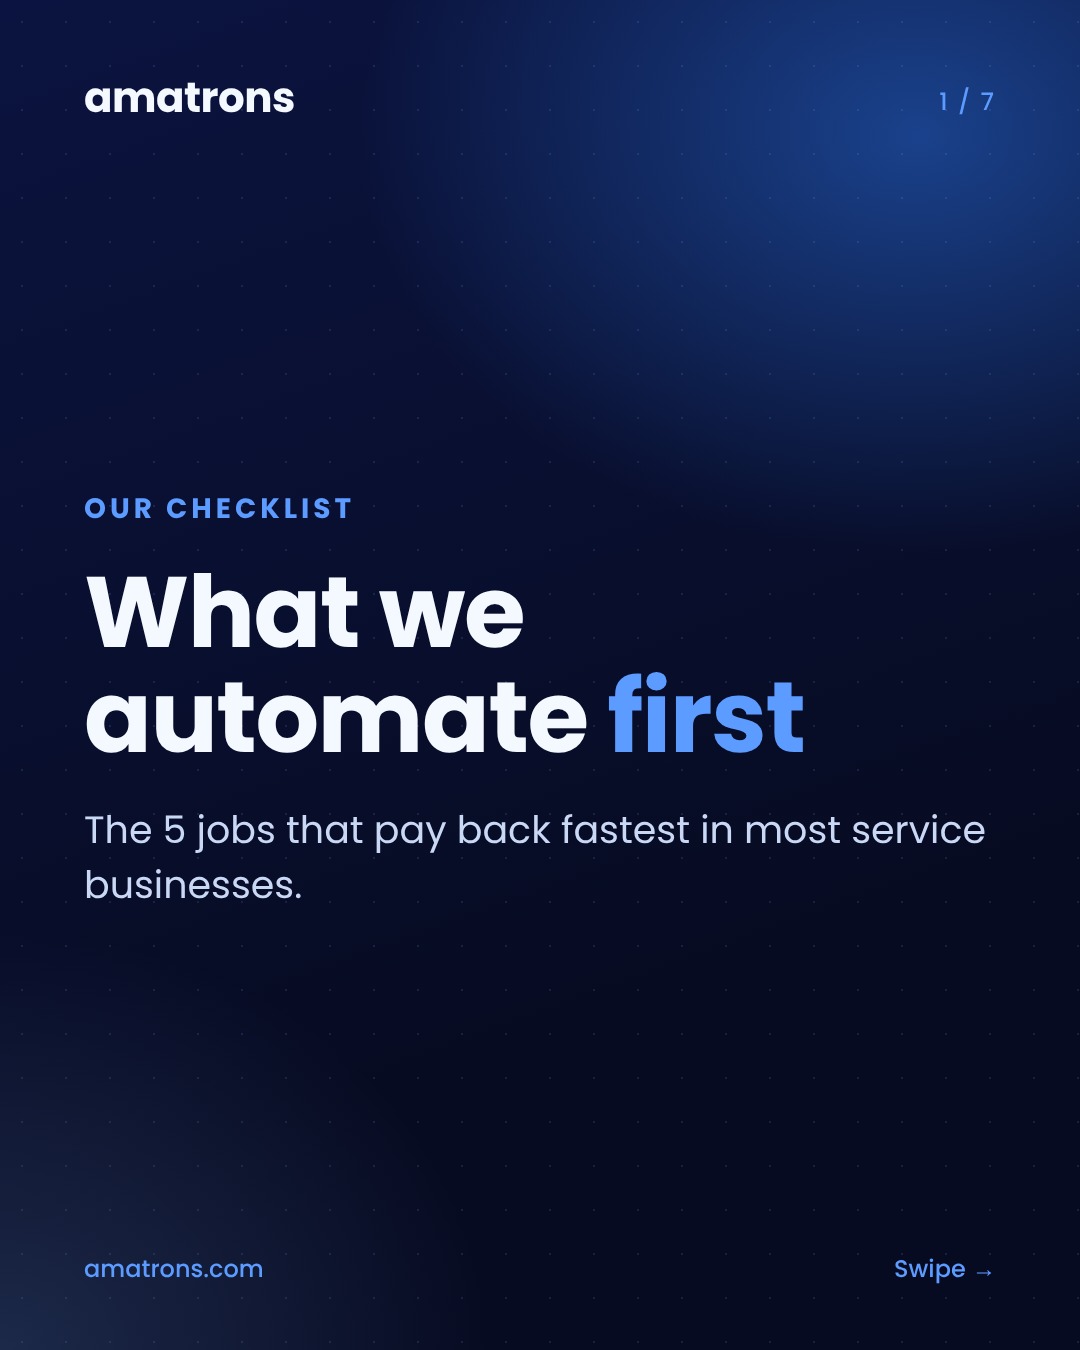 amatrons
1 / 7
OUR CHECKLIST
What we
automate first
The 5 jobs that pay back fastest in most service
businesses.
amatrons.com
Swipe →